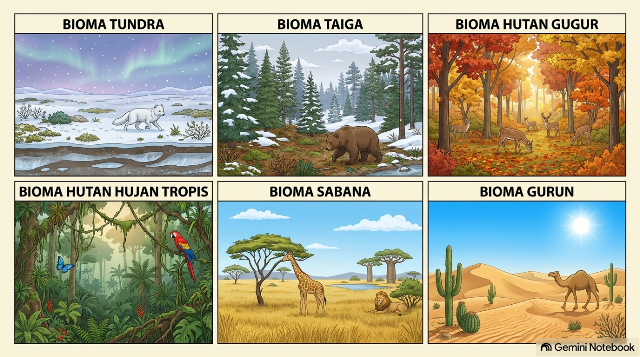 BIOMA TUNDRA
BIOMA TAIGA
BIOMA HUTAN GUGUR
BIOMA HUTAN HUJAN TROPIS
BIOMA SABANA
BIOMA GURUN
Gemini Notebook